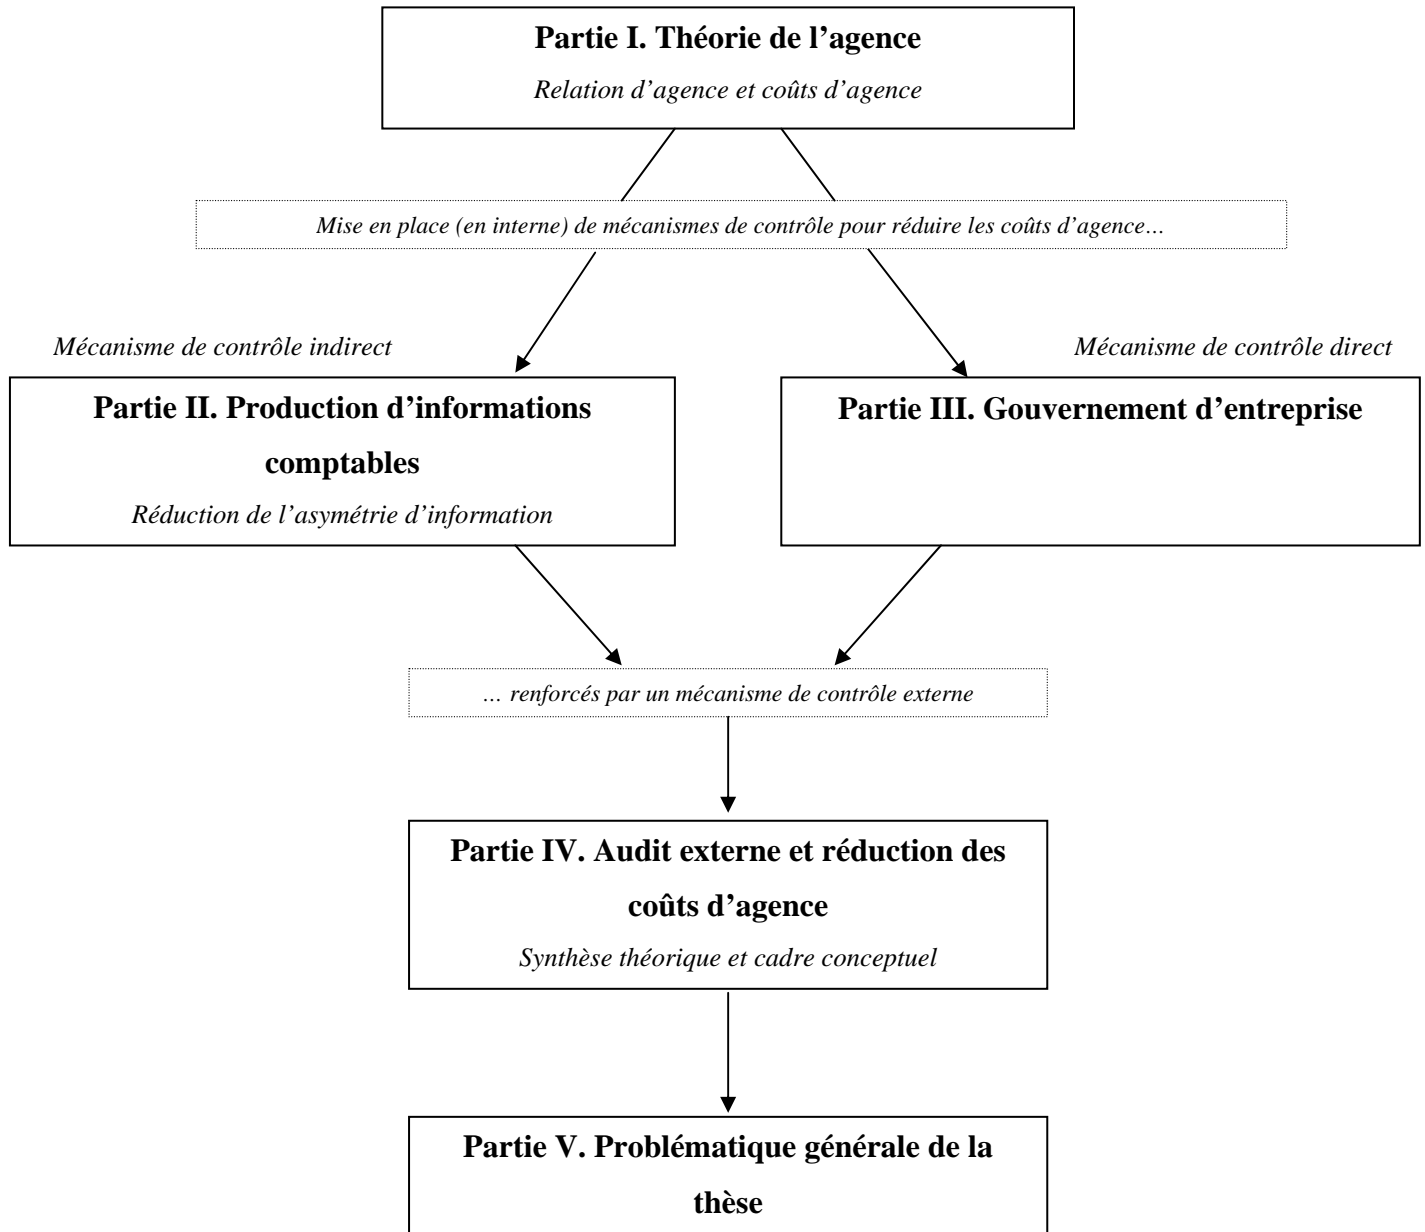 Partie I. Théorie de l’agence
Relation d’agence et coûts d’agence
Mise en place (en interne) de mécanismes de contrôle pour réduire les coûts d’agence…
Mécanisme de contrôle indirect
Mécanisme de contrôle direct
Partie II. Production d’informations
comptables
Réduction de l’asymétrie d’information
Partie III. Gouvernement d’entreprise
… renforcés par un mécanisme de contrôle externe
Partie IV. Audit externe et réduction des
coûts d’agence
Synthèse théorique et cadre conceptuel
Partie V. Problématique générale de la
thèse